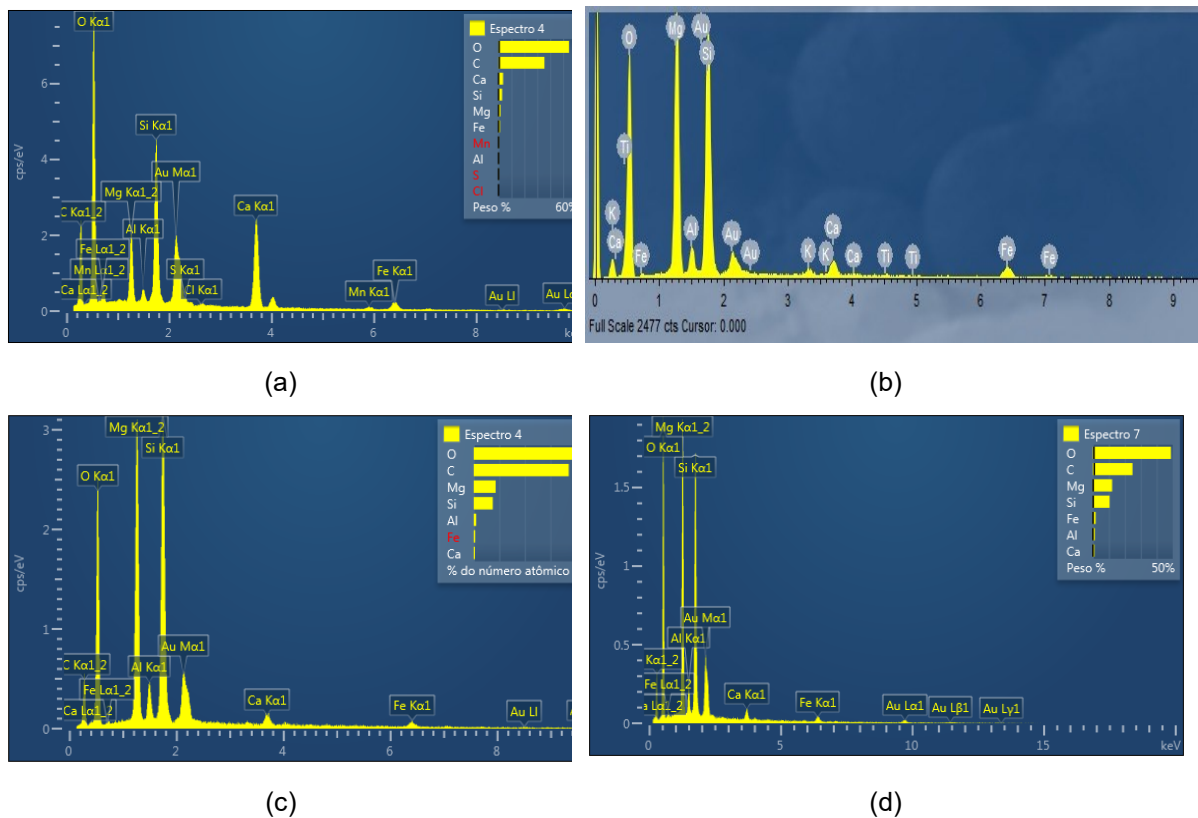 O Kα1
Espectro 4
O
C
Ca
Si
Mg
Fe
Mn
Al
S
Cl
Peso % 60%
Si Kα1
Au Mα1
Mg Kα1_2
Ca Kα1
C Kα1_2
Al Kα1
Fe Lα1_2
S Kα1
Mn Lα1_2
Cl Kα1
Fe Kα1
Ca Lα1_2
Mn Kα1
Au Ll
cps/eV
6
4
2
0
0 2 4 6 8
(a)
O Mg Au
Si
Ti
K
Ca
Fe
Al
Au
Au
K
K
Ca
Ca
Ti
Ti
Fe
Fe
0 1 2 3 4 5 6 7 8 9
Full Scale 2477 cts Cursor: 0.000
(b)
Mg Kα1_2
Si Kα1
O Kα1
Espectro 4
O
C
Mg
Si
Al
Fe
Ca
% do número atômico
Au Mα1
C Kα1_2
Al Kα1
Fe Lα1_2
Ca Lα1_2
Ca Kα1
Fe Kα1
Au Ll
cps/eV
3
2
1
0
0 2 4 6 8
(c)
Mg Kα1_2
O Kα1
Si Kα1
Espectro 7
O
C
Mg
Si
Fe
Al
Ca
Peso % 50%
Au Mα1
Al Kα1
Kα1_2
Fe Lα1_2
a Lα1_2
Ca Kα1
Fe Kα1
Au Lα1
Au Lβ1
Au Lγ1
cps/eV
1.5
1
0.5
0
0 5 10 15 keV
(d)